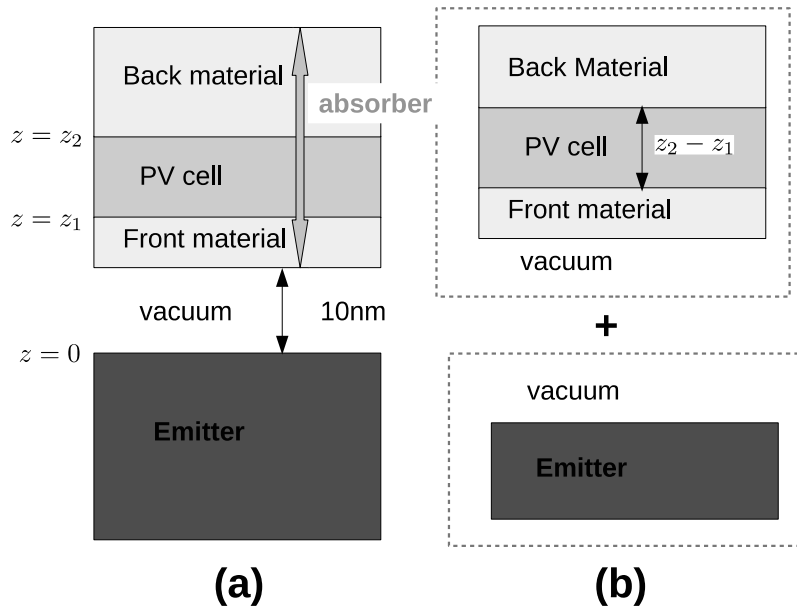 Back material
absorber
z = z₂
PV cell
z = z₁
Front material
vacuum
10nm
z = 0
Emitter
(a)
Back Material
PV cell
z₂ − z₁
Front material
vacuum
+
vacuum
Emitter
(b)